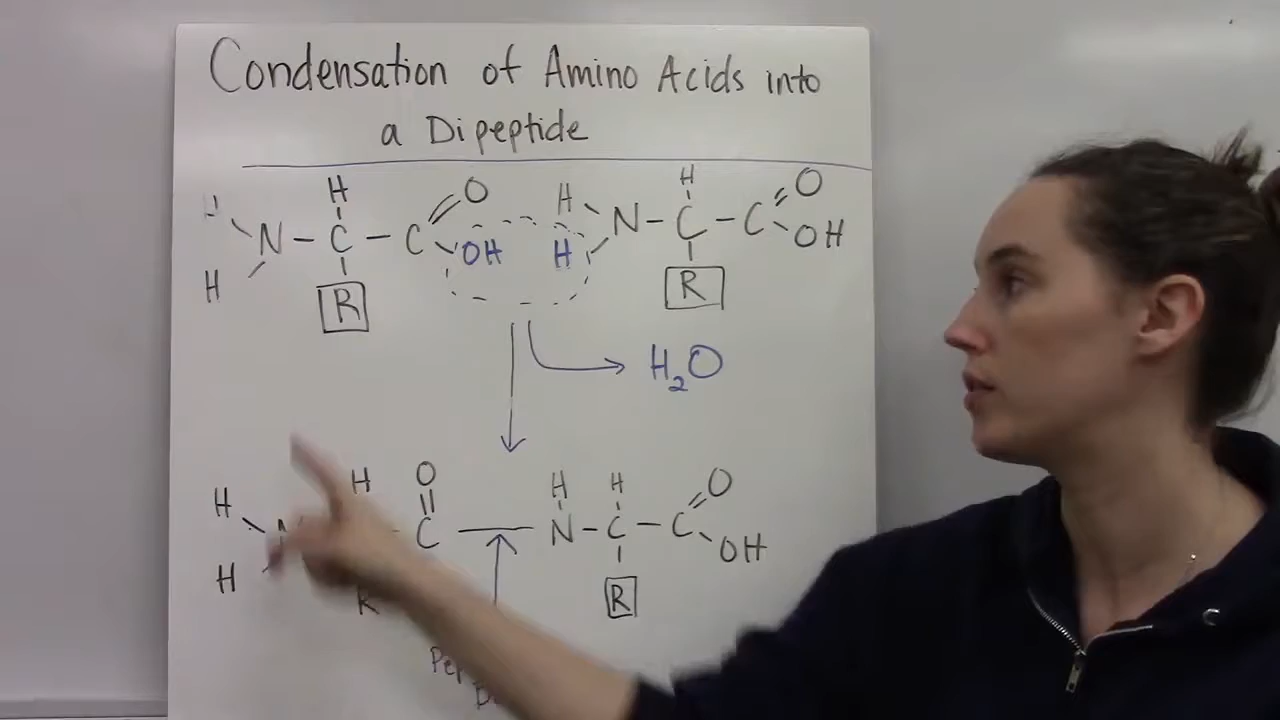 Condensation of Amino Acids into
a Dipeptide
H O H H O
H N – C – C OH H N – C – C OH
H R R
H₂O
H H O H H O
C N – C – C OH
H R R